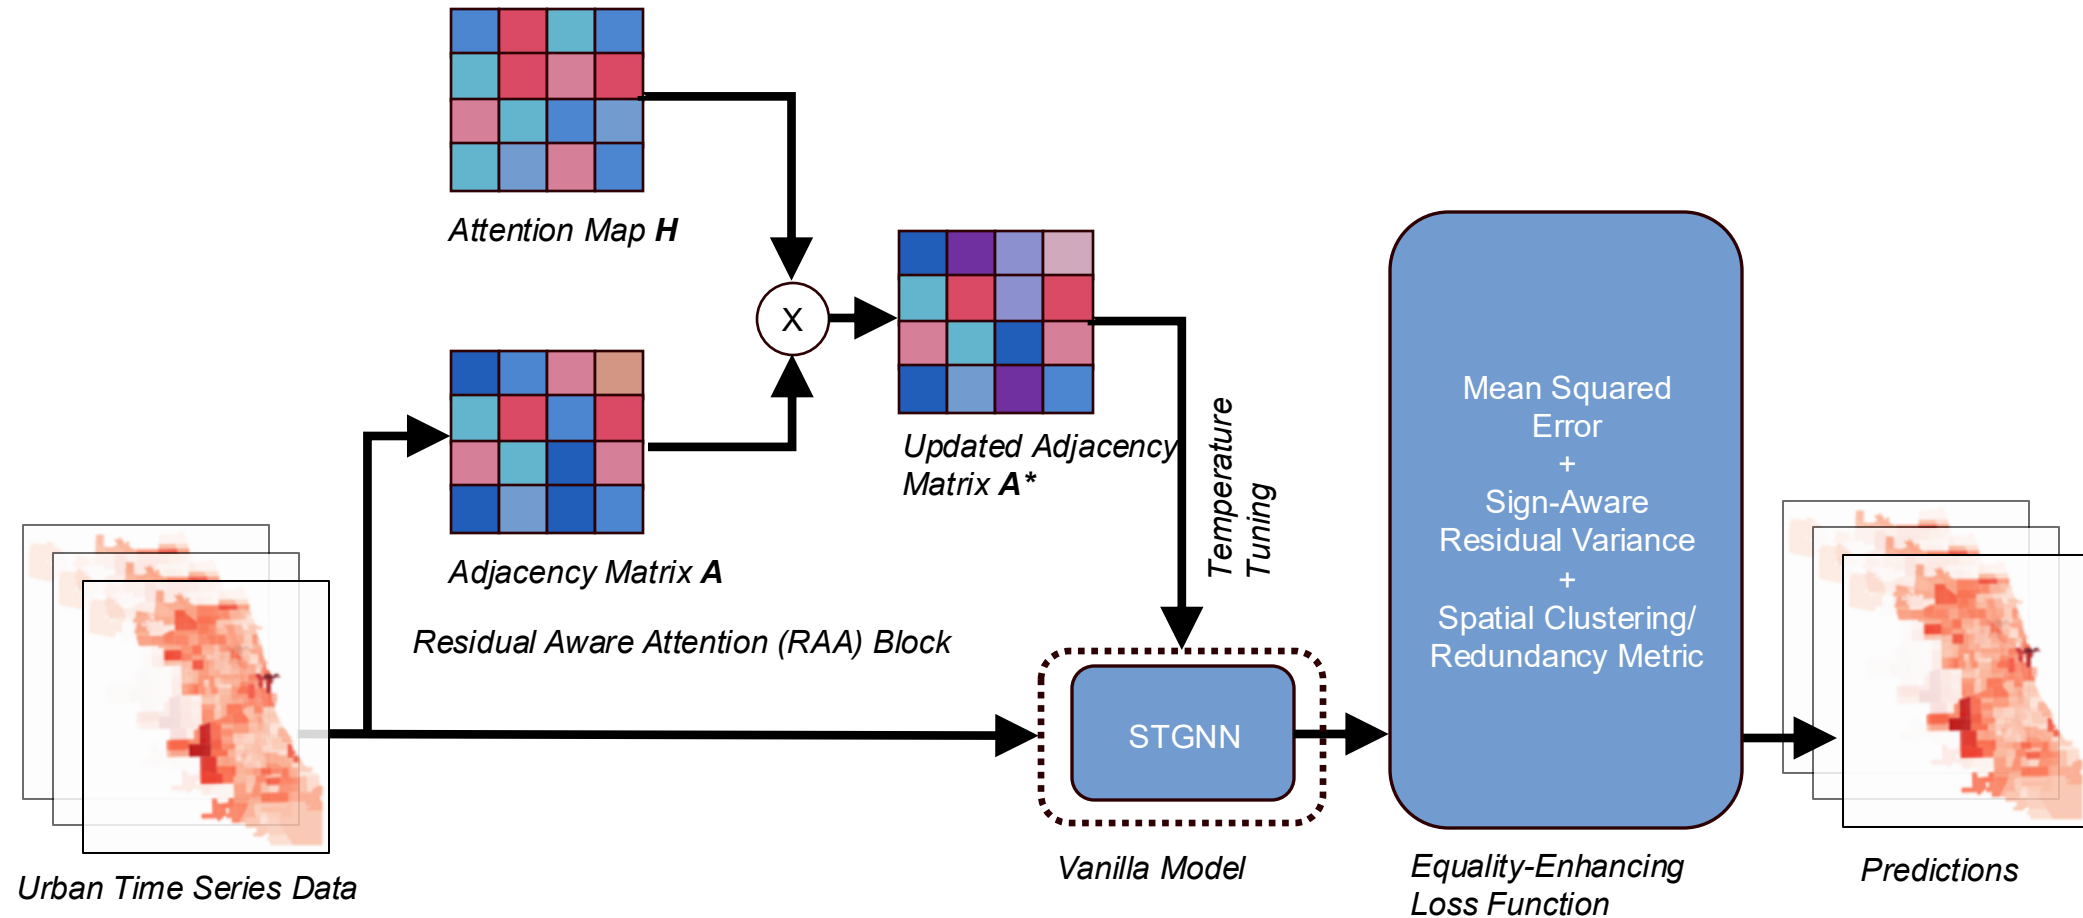 Attention Map H
X
Updated Adjacency
Matrix A*
Temperature
Tuning
Adjacency Matrix A
Residual Aware Attention (RAA) Block
Mean Squared
Error
+
Sign-Aware
Residual Variance
+
Spatial Clustering/
Redundancy Metric
STGNN
Urban Time Series Data
Vanilla Model
Equality-Enhancing
Loss Function
Predictions